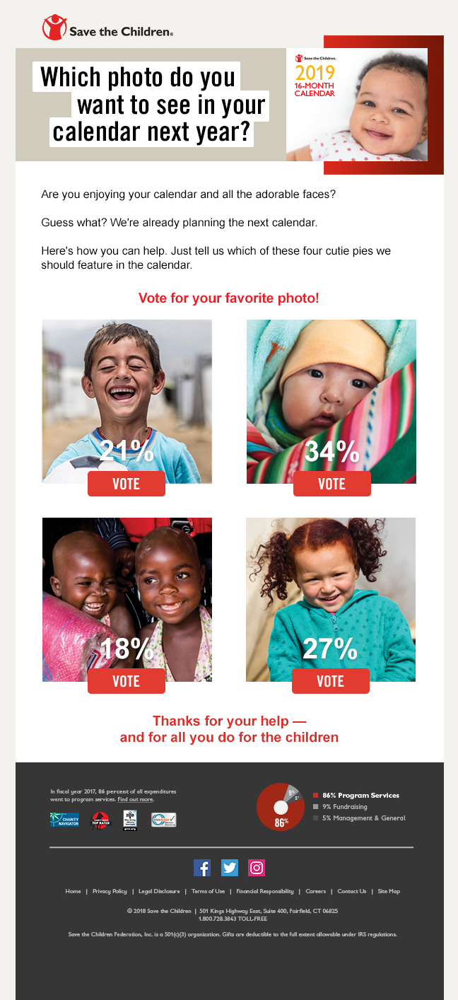 Save the Children®
Which photo do you
want to see in your
calendar next year?
Save the Children.
2019
16-MONTH
CALENDAR
Are you enjoying your calendar and all the adorable faces?
Guess what? We're already planning the next calendar.
Here's how you can help. Just tell us which of these four cutie pies we
should feature in the calendar.
Vote for your favorite photo!
21%
34%
VOTE
VOTE
18%
27%
VOTE
VOTE
Thanks for your help —
and for all you do for the children
In fiscal year 2017, 86 percent of all expenditures
went to program services. Find out more.
CHARITY
NAVIGATOR
TOP RATED
9%
5%
86%
86% Program Services
9% Fundraising
5% Management & General
Home | Privacy Policy | Legal Disclosure | Terms of Use | Financial Responsibility | Careers | Contact Us | Site Map
© 2018 Save the Children | 501 Kings Highway East, Suite 400, Fairfield, CT 06825
1.800.728.3843 TOLL-FREE
Save the Children Federation, Inc. is a 501(c)(3) organization. Gifts are deductible to the full extent allowable under IRS regulations.